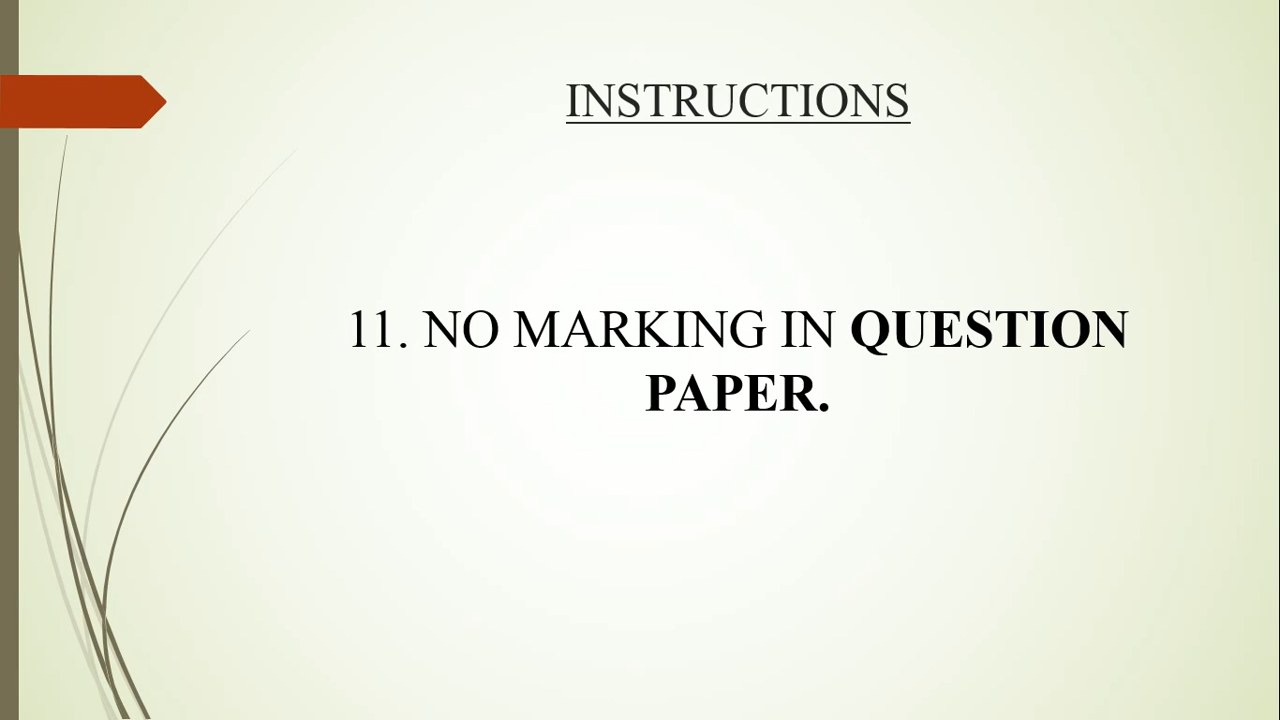 INSTRUCTIONS
11. NO MARKING IN QUESTION
PAPER.